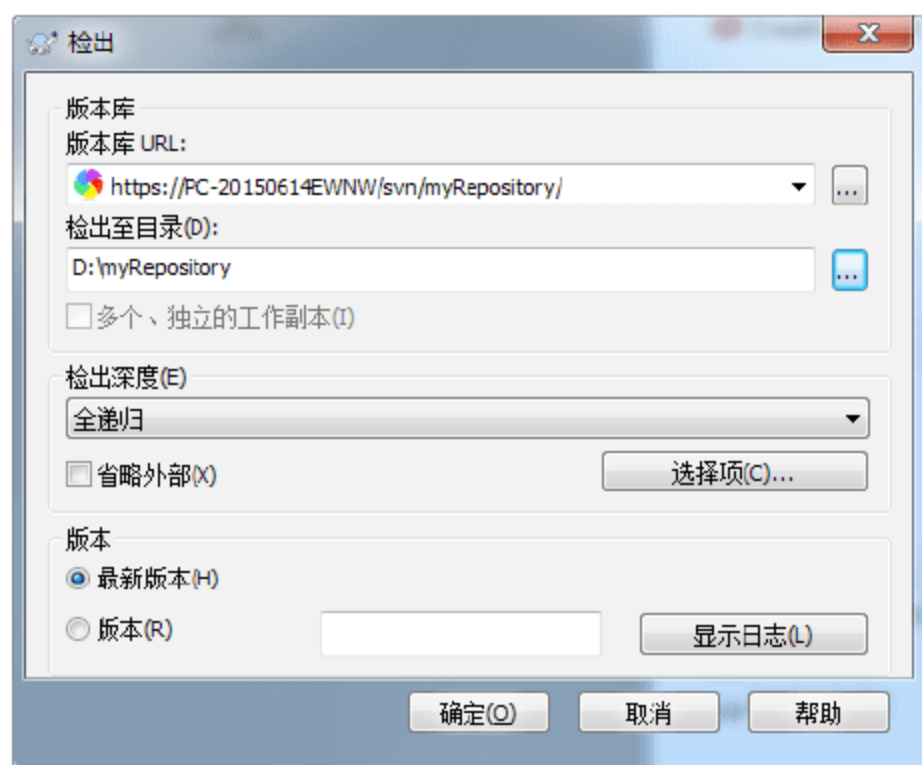 检出
版本库
版本库 URL:
https://PC-20150614EWNW/svn/myRepository/
...
检出至目录(D):
D:\myRepository
...
多个、独立的工作副本(I)
检出深度(E)
全递归
省略外部(X)
选择项(C)...
版本
最新版本(H)
版本(R)
显示日志(L)
确定(O)
取消
帮助